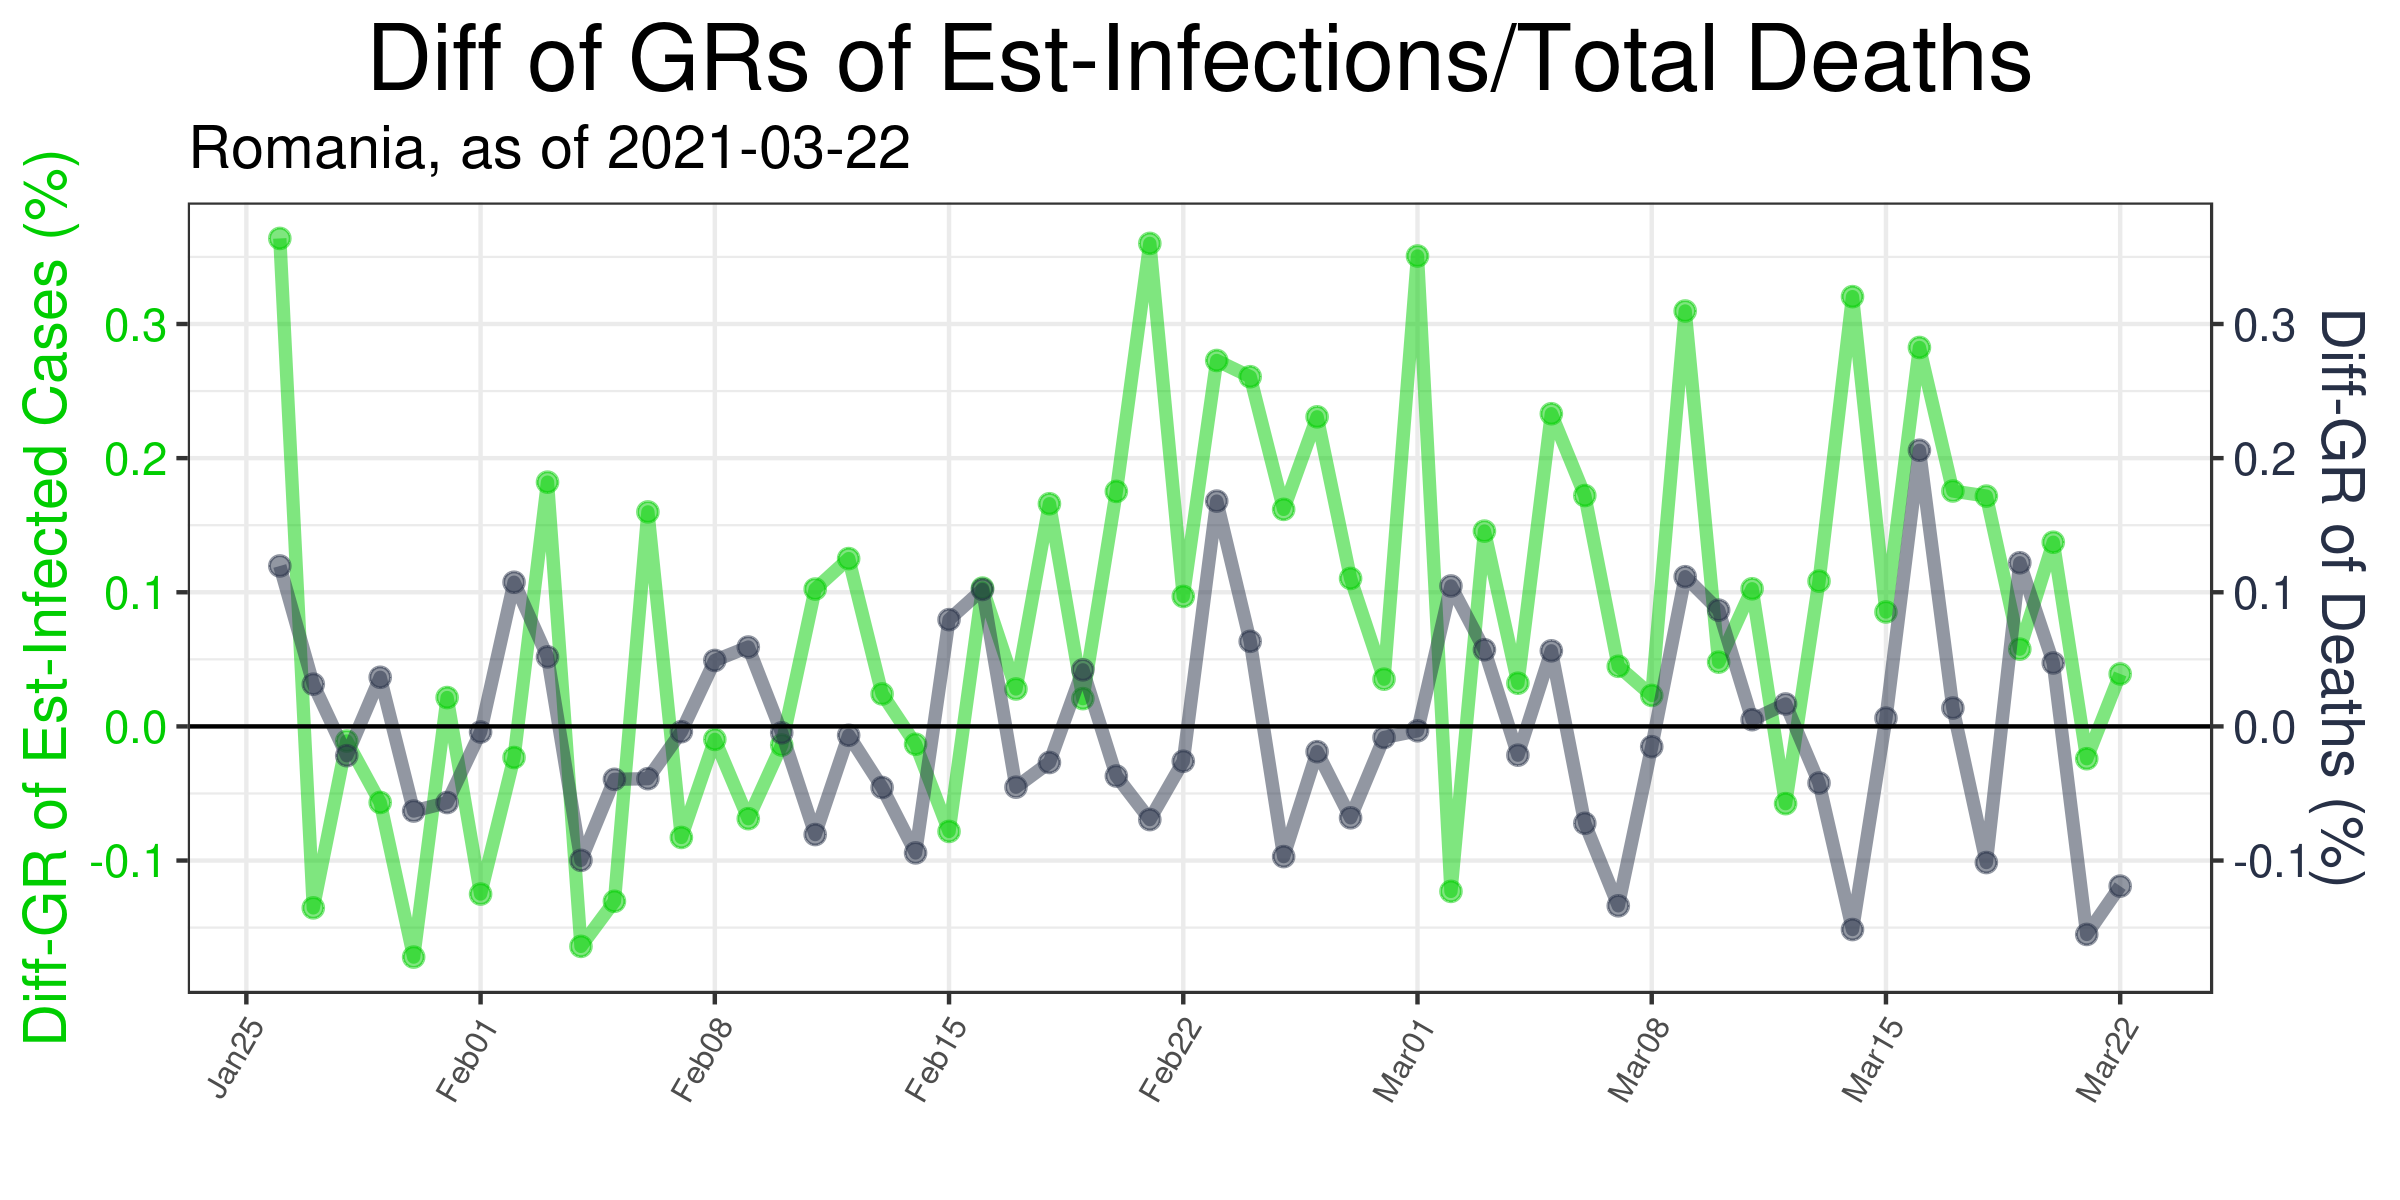 Diff of GRs of Est-Infections/Total Deaths
Romania, as of 2021-03-22
Diff-GR of Est-Infected Cases (%)
0.3
0.2
0.1
0.0
-0.1
0.3
0.2
0.1
0.0
-0.1
Diff-GR of Deaths (%)
Jan25
Feb01
Feb08
Feb15
Feb22
Mar01
Mar08
Mar15
Mar22